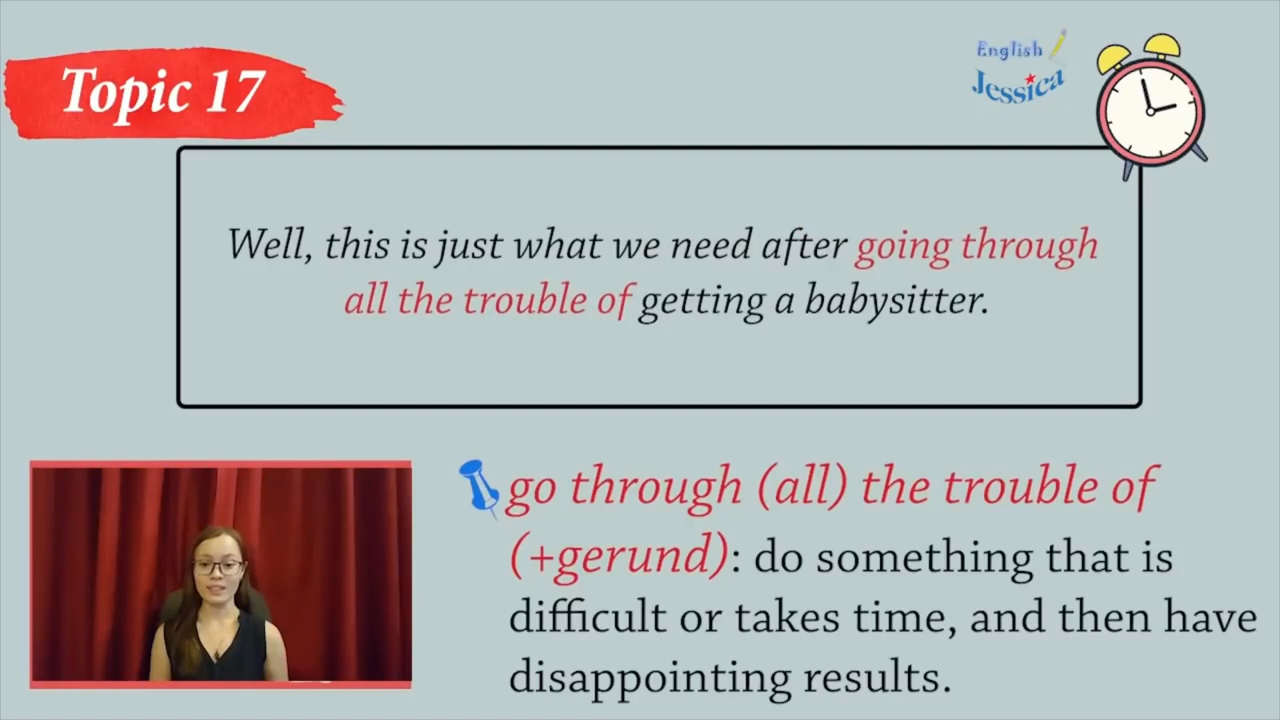 Topic 17
English
Jessica
Well, this is just what we need after going through
all the trouble of getting a babysitter.
go through (all) the trouble of
(+gerund): do something that is
difficult or takes time, and then have
disappointing results.